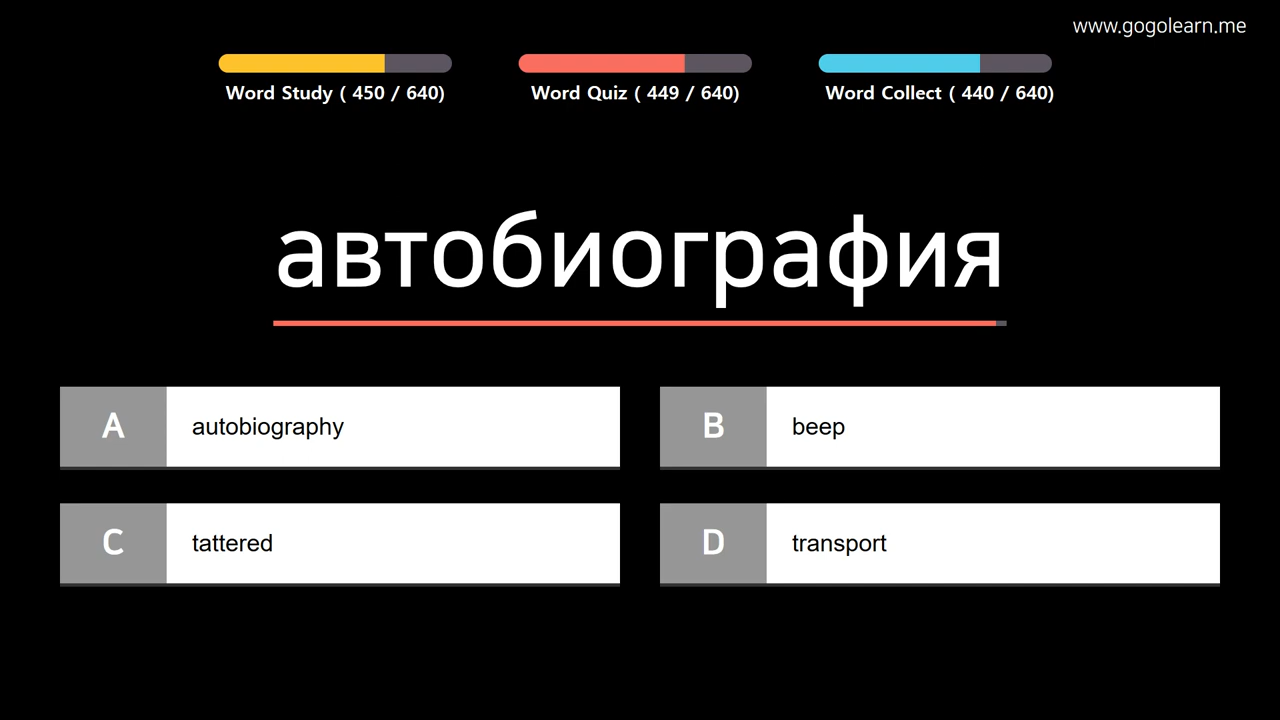 www.gogolearn.me
Word Study ( 450 / 640)
Word Quiz ( 449 / 640)
Word Collect ( 440 / 640)
автобиография
A autobiography
B beep
C tattered
D transport